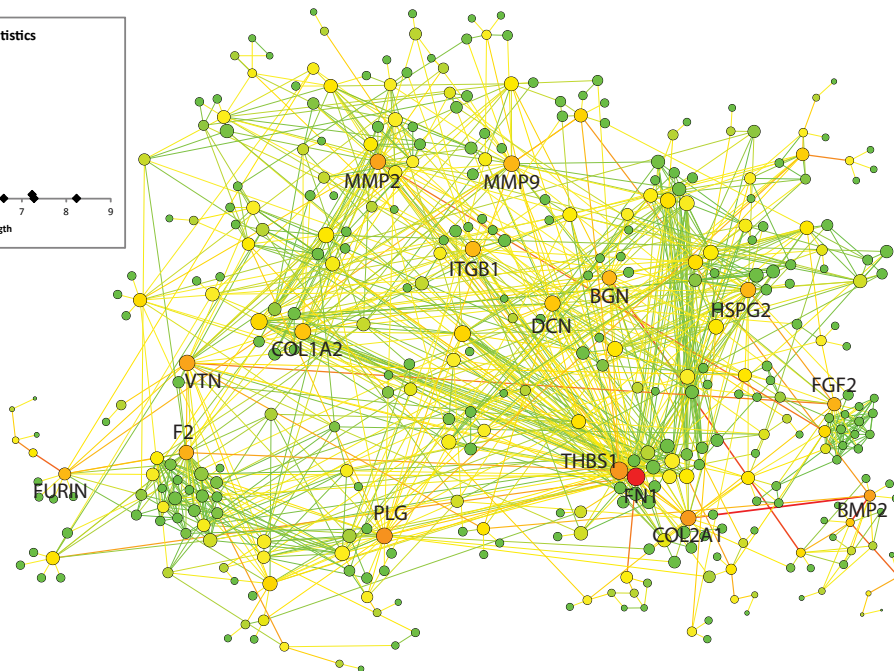 tistics
7 8 9
gth
MMP2
MMP9
ITGB1
BGN
HSPG2
DCN
COL1A2
VTN
FGF2
F2
THBS1
FURIN
FN1
PLG
BMP2
COL2A1